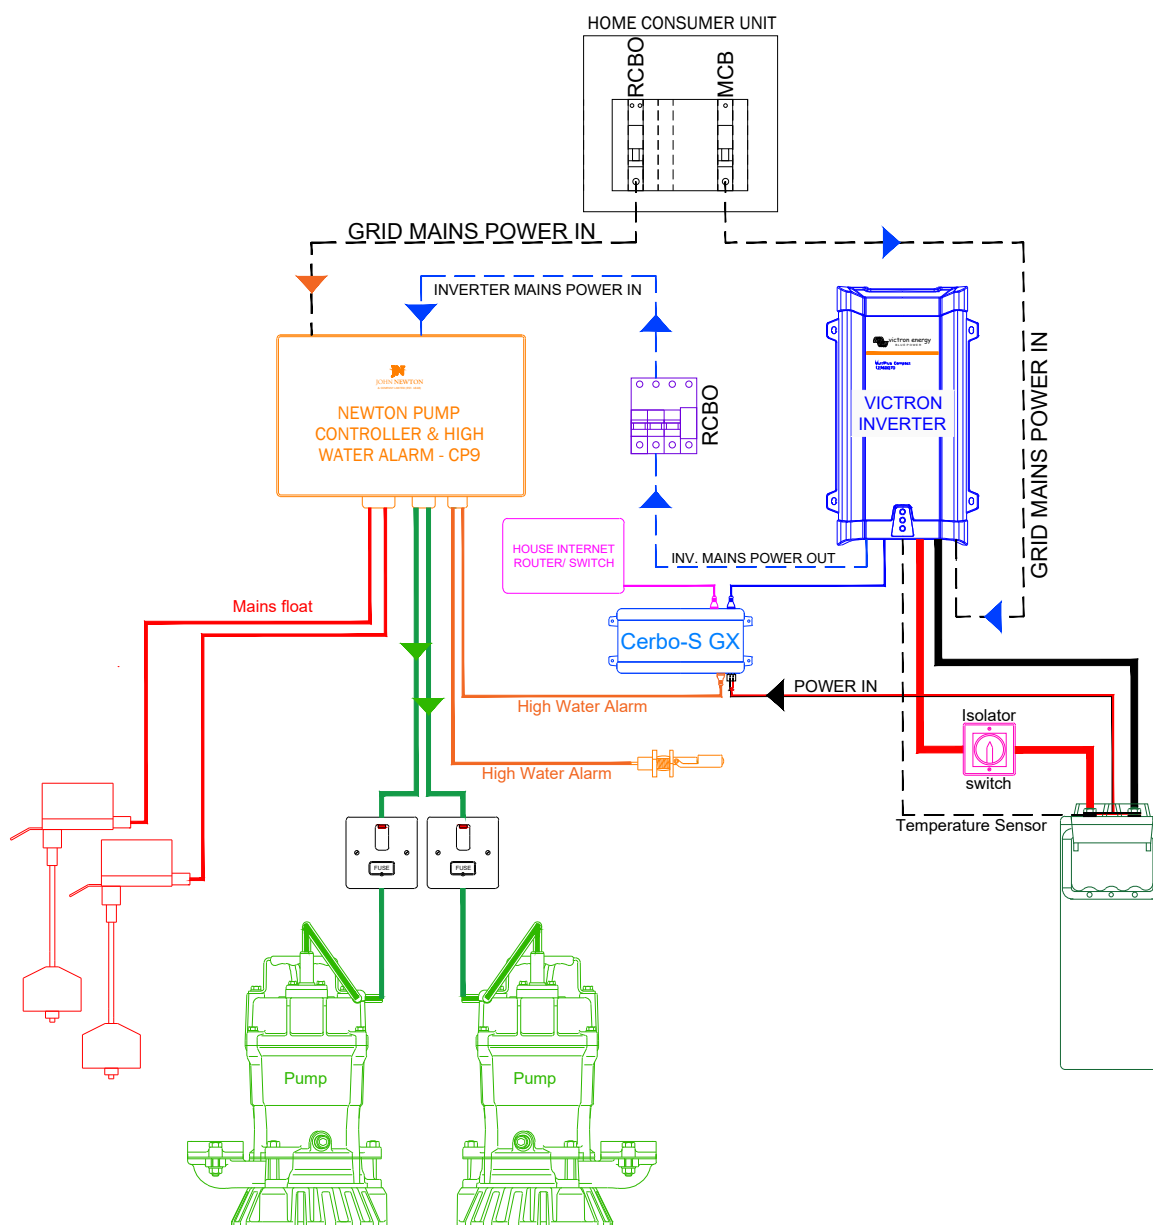 HOME CONSUMER UNIT
RCBO
MCB
GRID MAINS POWER IN
INVERTER MAINS POWER IN
victron energy
BLUE POWER
GRID MAINS POWER IN
JOHN NEWTON
NEWTON PUMP
CONTROLLER & HIGH
WATER ALARM - CP9
RCBO
VICTRON
INVERTER
HOUSE INTERNET
ROUTER/ SWITCH
INV. MAINS POWER OUT
Mains float
Cerbo-S GX
POWER IN
High Water Alarm
Isolator
switch
High Water Alarm
Temperature Sensor
FUSE
FUSE
Pump
Pump